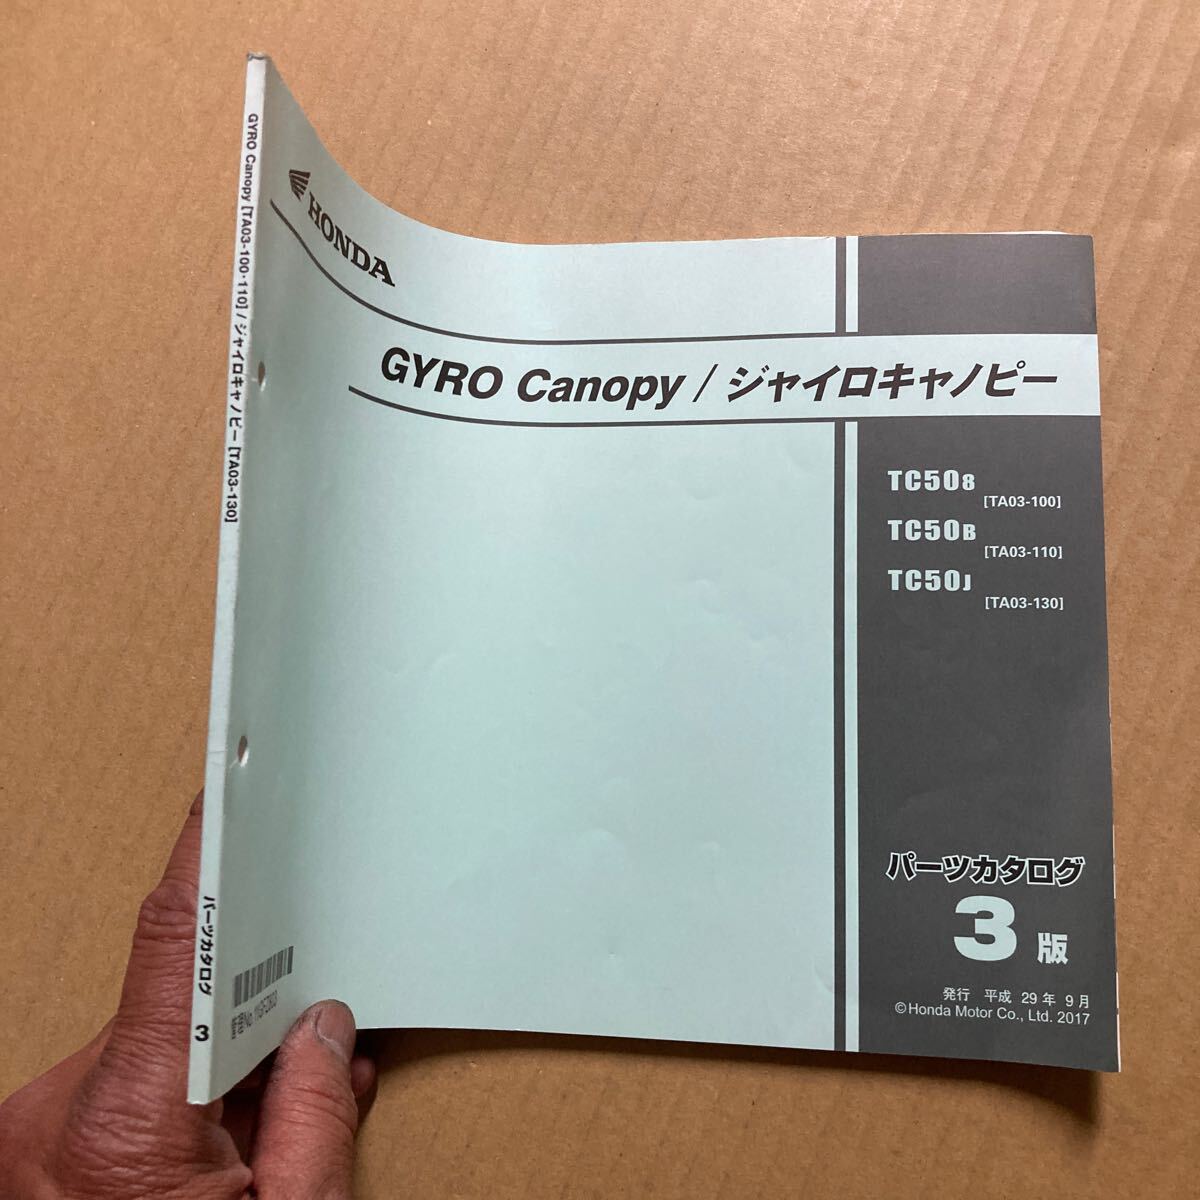 GYRO Canopy [TA03-100・110] / ジャイロキャノピー [TA03-130]
パーツカタログ
3
HONDA
GYRO Canopy / ジャイロキャノピー
TC508
[TA03-100]
TC50B
[TA03-110]
TC50J
[TA03-130]
パーツカタログ
3 版
発行 平成 29 年 9 月
©Honda Motor Co., Ltd. 2017